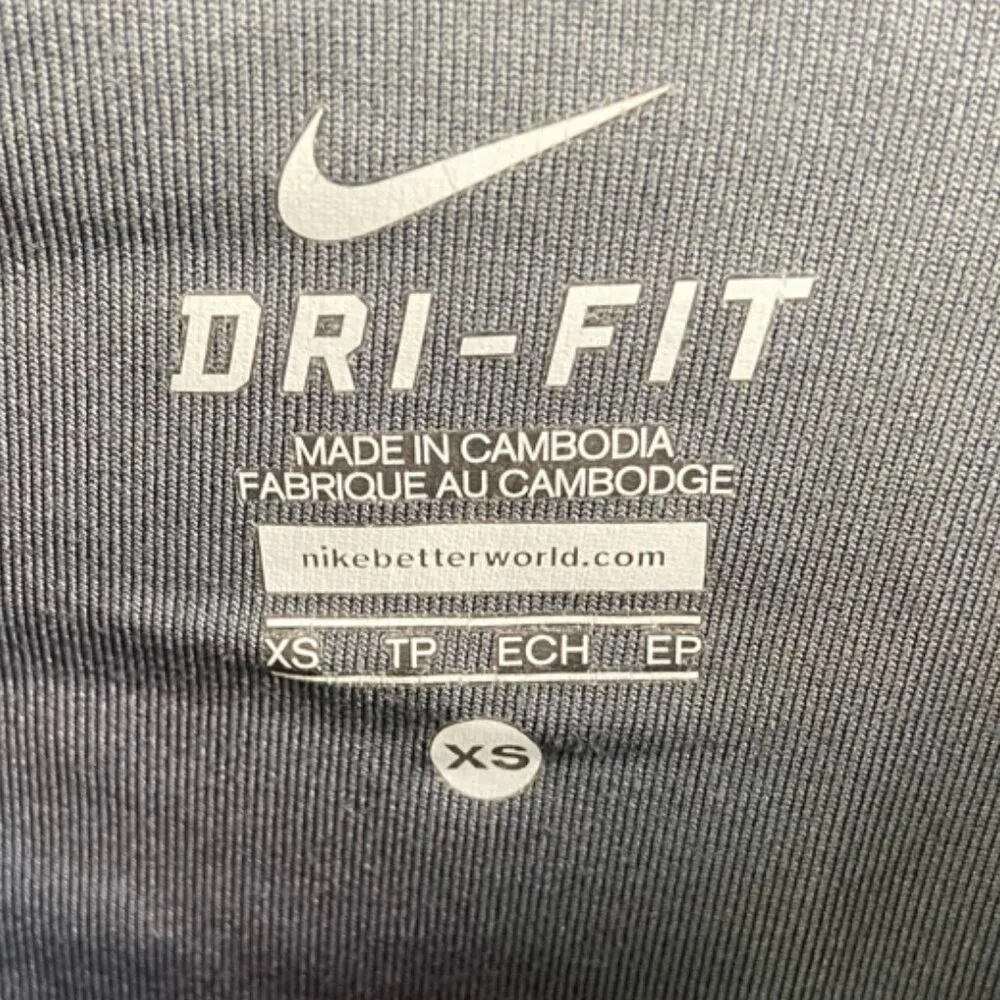 DRI-FIT
MADE IN CAMBODIA
FABRIQUE AU CAMBODGE
nikebetterworld.com
XS TP ECH EP
XS